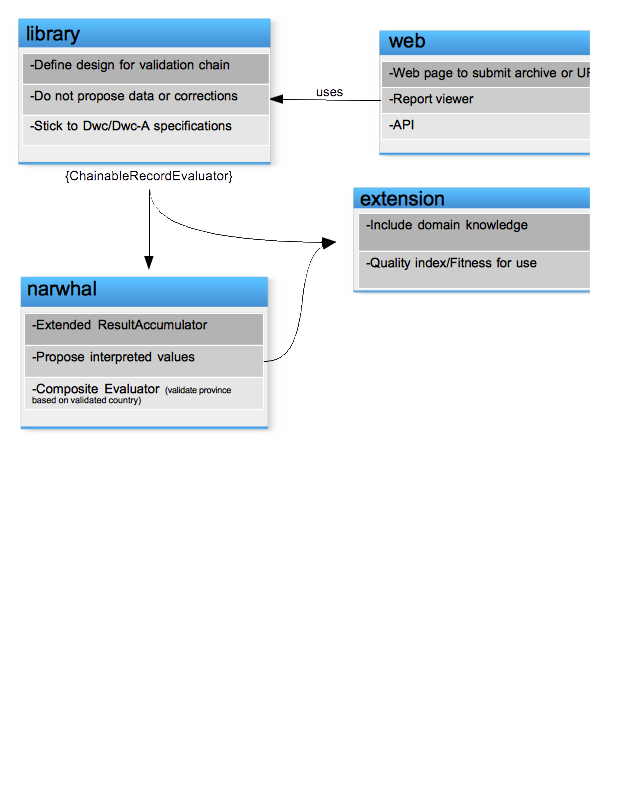 library
-Define design for validation chain
-Do not propose data or corrections
-Stick to Dwc/Dwc-A specifications
uses
web
-Web page to submit archive or
-Report viewer
-API
{ChainableRecordEvaluator}
extension
-Include domain knowledge
-Quality index/Fitness for use
narwhal
-Extended ResultAccumulator
-Propose interpreted values
-Composite Evaluator (validate province
based on validated country)